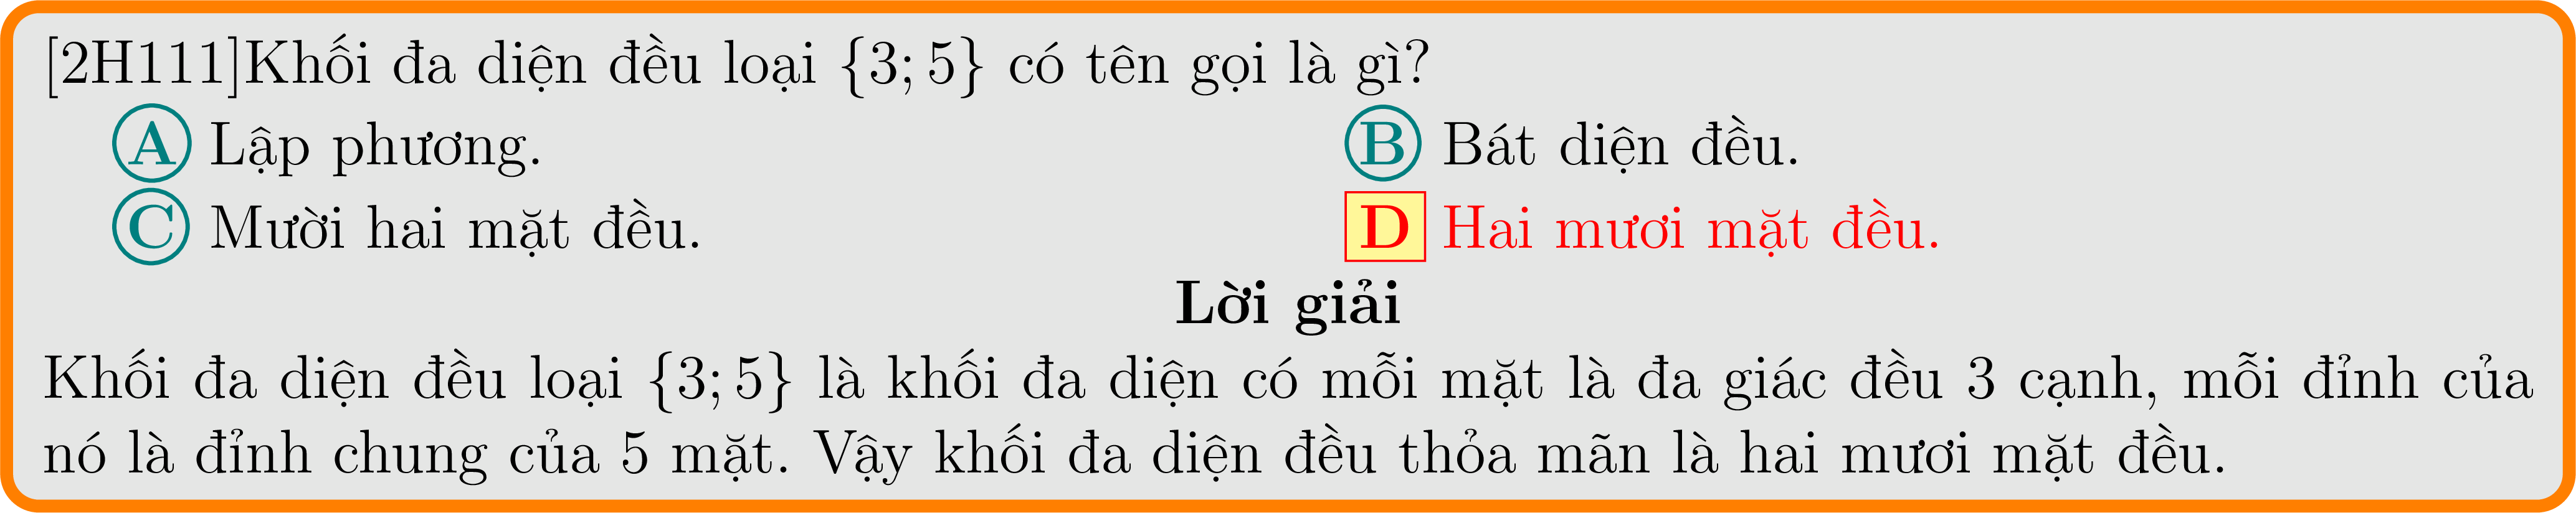 [2H111]Khối đa diện đều loại {3; 5} có tên gọi là gì?
A Lập phương. B Bát diện đều.
C Mười hai mặt đều. D Hai mươi mặt đều.
Lời giải
Khối đa diện đều loại {3; 5} là khối đa diện có mỗi mặt là đa giác đều 3 cạnh, mỗi đỉnh của
nó là đỉnh chung của 5 mặt. Vậy khối đa diện đều thỏa mãn là hai mươi mặt đều.